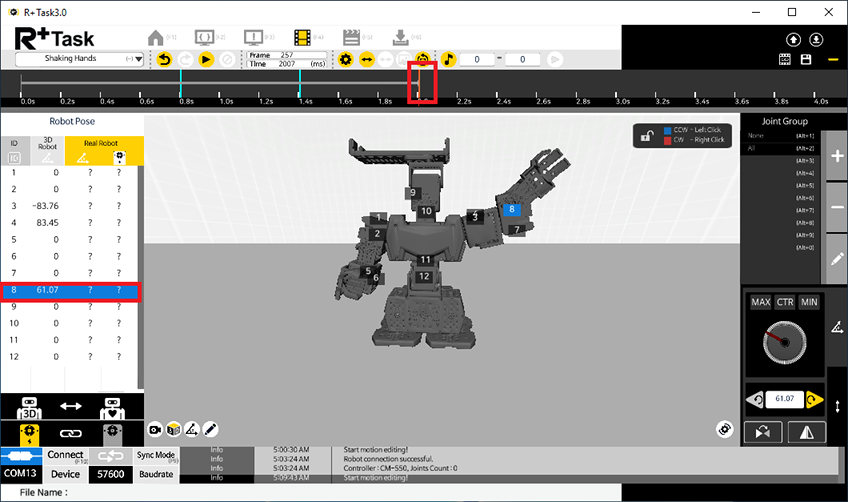 R+Task3.0
R+Task
Shaking Hands (-)
Frame 257
Time 2007 (ms)
0 - 0
0.0s 0.2s 0.4s 0.6s 0.8s 1.0s 1.2s 1.4s 1.6s 1.8s 2.2s 2.4s 2.6s 2.8s 3.0s 3.2s 3.4s 3.6s 3.8s 4.0s
Robot Pose
ID 3D Robot Real Robot
ID
1 0 ? ?
2 0 ? ?
3 -83.76 ? ?
4 83.45 ? ?
5 0 ? ?
6 0 ? ?
7 0 ? ?
8 61.07 ? ?
9 0 ? ?
10 0 ? ?
11 0 ? ?
12 0 ? ?
3D
CCW - Left Click
CW - Right Click
9
10
1
2
3
8
7
11
12
5
6
Joint Group
None (Alt+1)
All (Alt+2)
(Alt+3)
(Alt+4)
(Alt+5)
(Alt+6)
(Alt+7)
(Alt+8)
(Alt+9)
(Alt+0)
MAX CTR MIN
61.07
Connect
Sync Mode
COM13 Device 57600 Baudrate
Info 5:00:30 AM Start motion editing!
Info 5:03:24 AM Robot connection successful.
Info 5:03:24 AM Controller : CM-550, Joints Count : 0
Info 5:09:43 AM Start motion editing!
File Name :